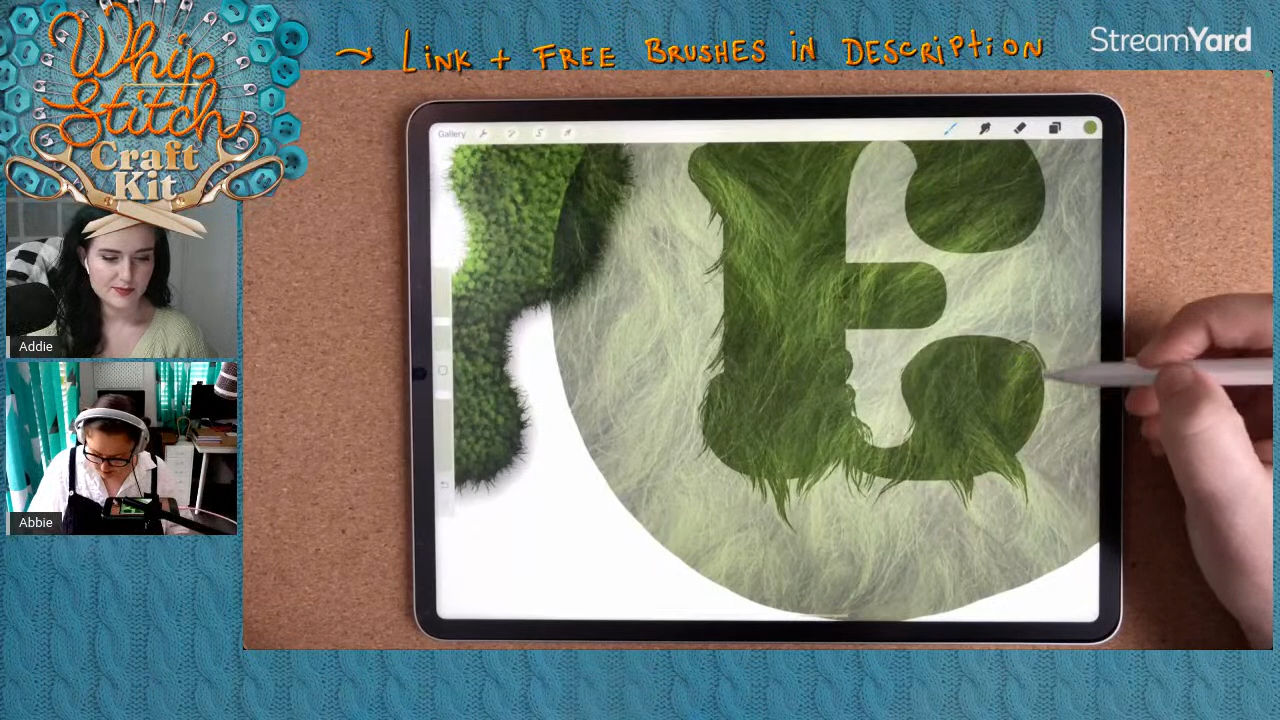 Whip
Stitch
Craft
Kit
→ LINK + FREE BRUSHES IN DESCRIPTION
StreamYard
Gallery
Addie
Abbie